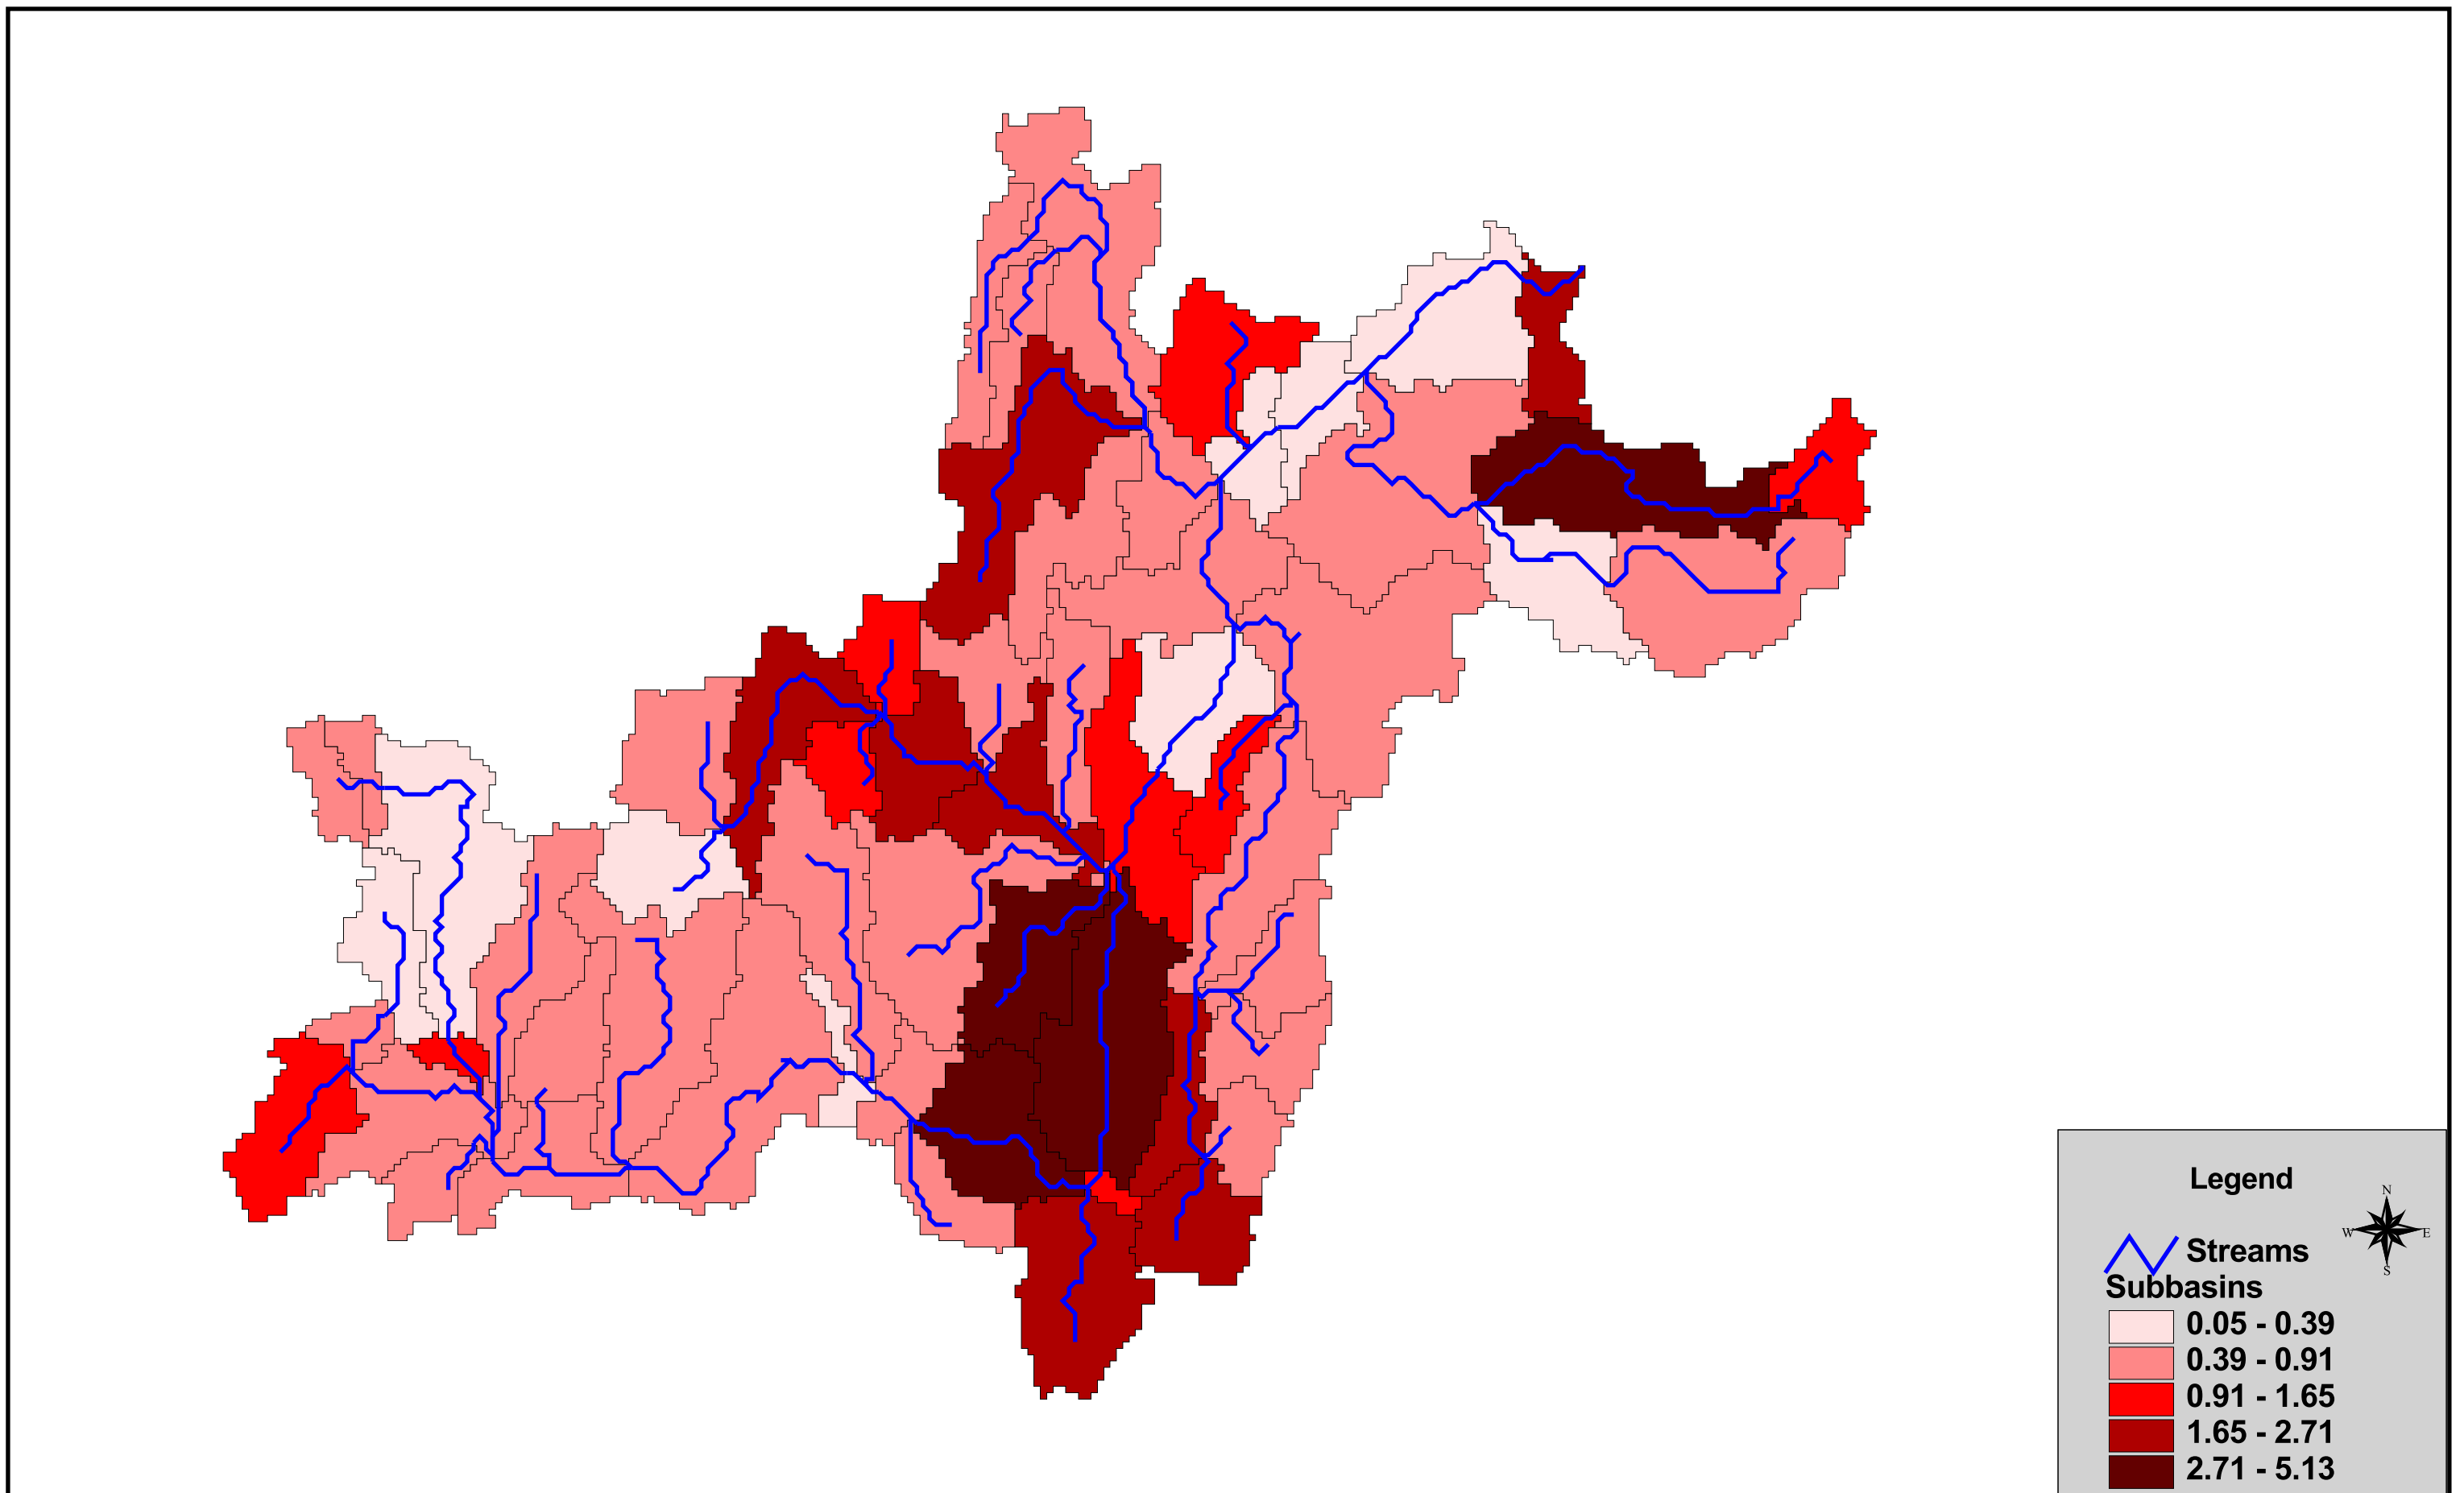 Legend
N
W E
S
Streams
Subbasins
0.05 - 0.39
0.39 - 0.91
0.91 - 1.65
1.65 - 2.71
2.71 - 5.13